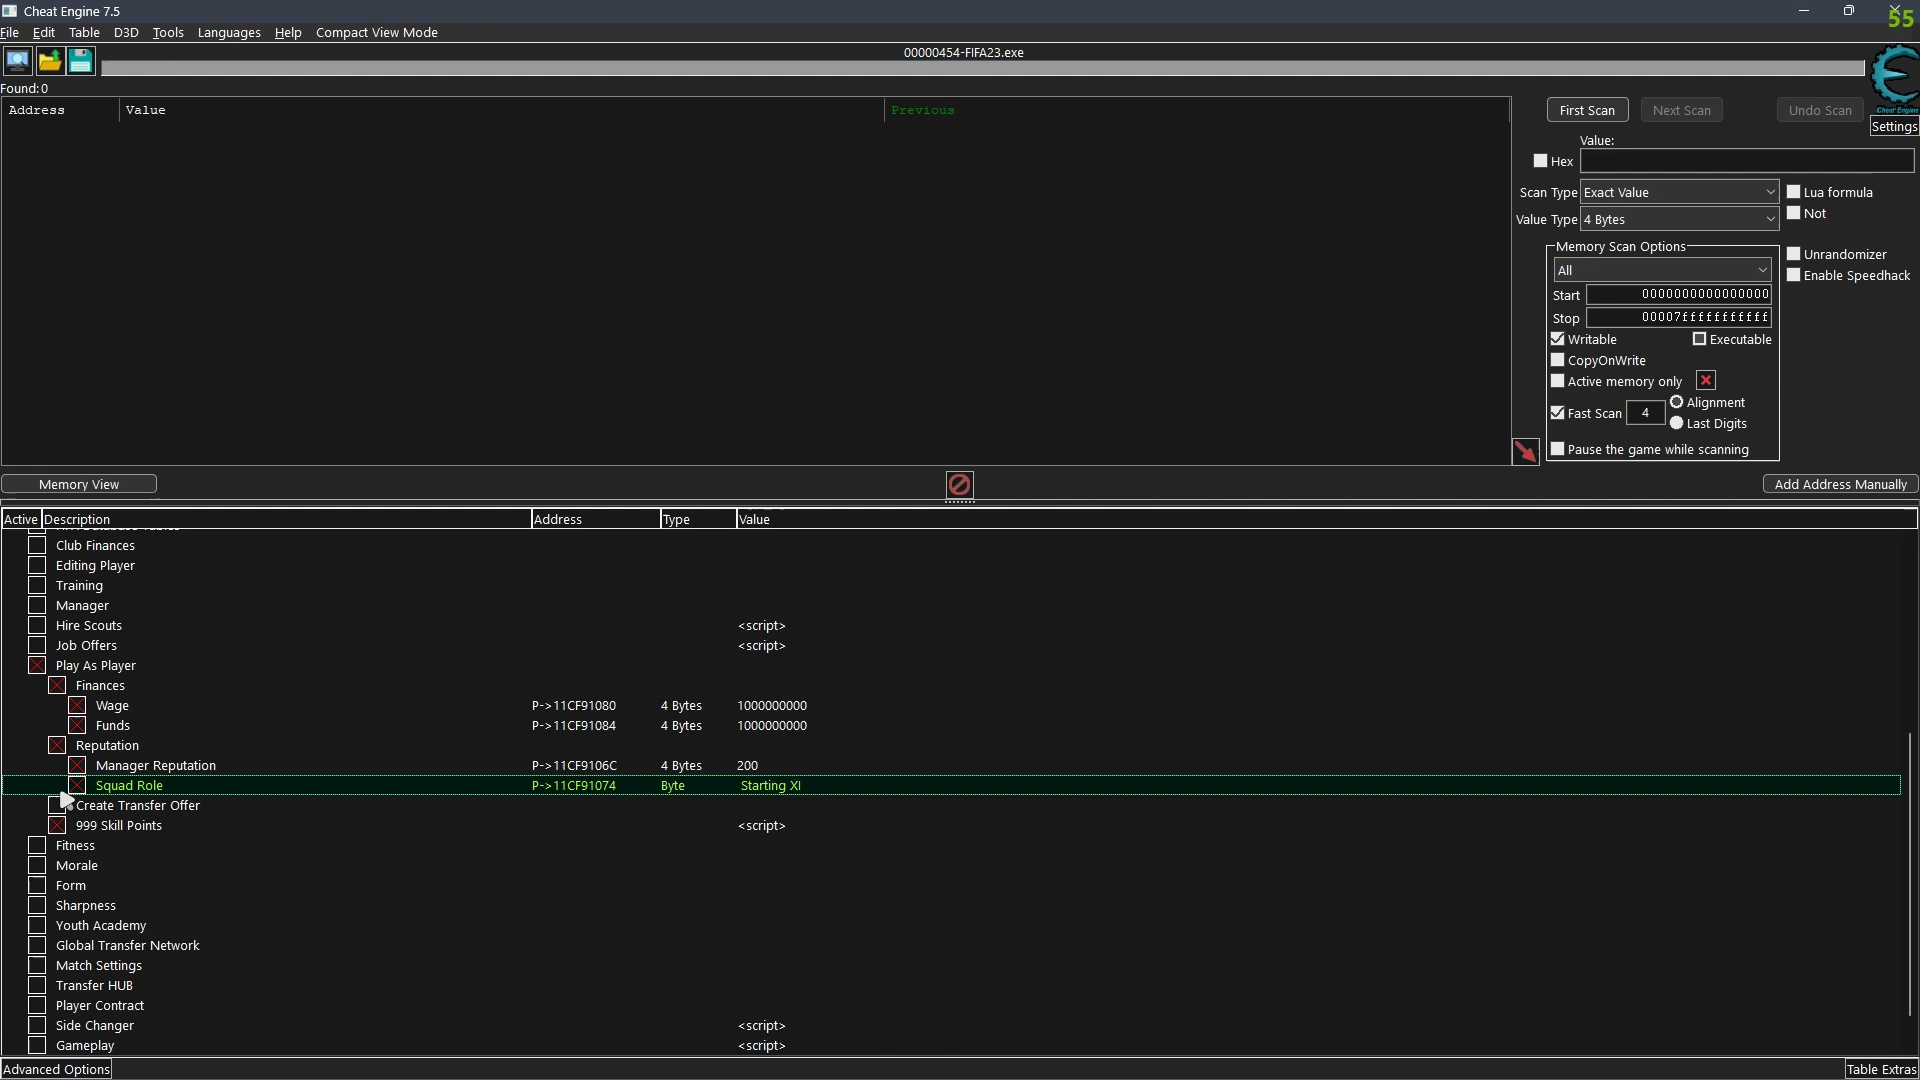 Cheat Engine 7.5
55
File Edit Table D3D Tools Languages Help Compact View Mode
00000454-FIFA23.exe
Found: 0
Cheat Engine
Settings
Address Value Previous
First Scan Next Scan Undo Scan
Value:
Hex
Scan Type Exact Value Lua formula
Value Type 4 Bytes Not
Memory Scan Options
All
Unrandomizer
Enable Speedhack
Start 0000000000000000
Stop 00007fffffffffff
Writable Executable
CopyOnWrite
Active memory only
Fast Scan 4 Alignment
Last Digits
Pause the game while scanning
Memory View Add Address Manually
Active Description Address Type Value
Club Finances
Editing Player
Training
Manager
Hire Scouts <script>
Job Offers <script>
Play As Player
Finances
Wage P->11CF91080 4 Bytes 1000000000
Funds P->11CF91084 4 Bytes 1000000000
Reputation
Manager Reputation P->11CF9106C 4 Bytes 200
Squad Role P->11CF91074 Byte Starting XI
Create Transfer Offer
999 Skill Points <script>
Fitness
Morale
Form
Sharpness
Youth Academy
Global Transfer Network
Match Settings
Transfer HUB
Player Contract
Side Changer <script>
Gameplay <script>
Advanced Options Table Extras